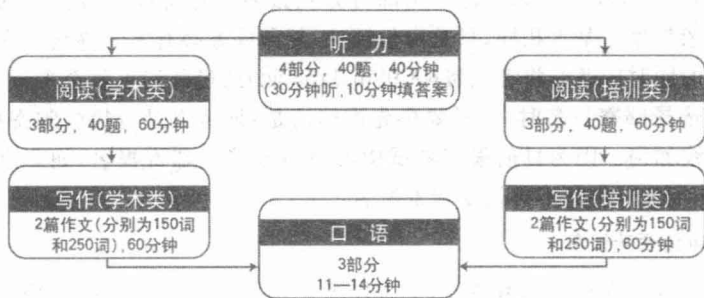 听力
4部分，40题，40分钟
(30分钟听，10分钟填答案)
阅读(学术类)
3部分，40题，60分钟
阅读(培训类)
3部分，40题，60分钟
写作(学术类)
2篇作文(分别为150词
和250词)，60分钟
写作(培训类)
2篇作文(分别为150词
和250词)，60分钟
口语
3部分
11—14分钟